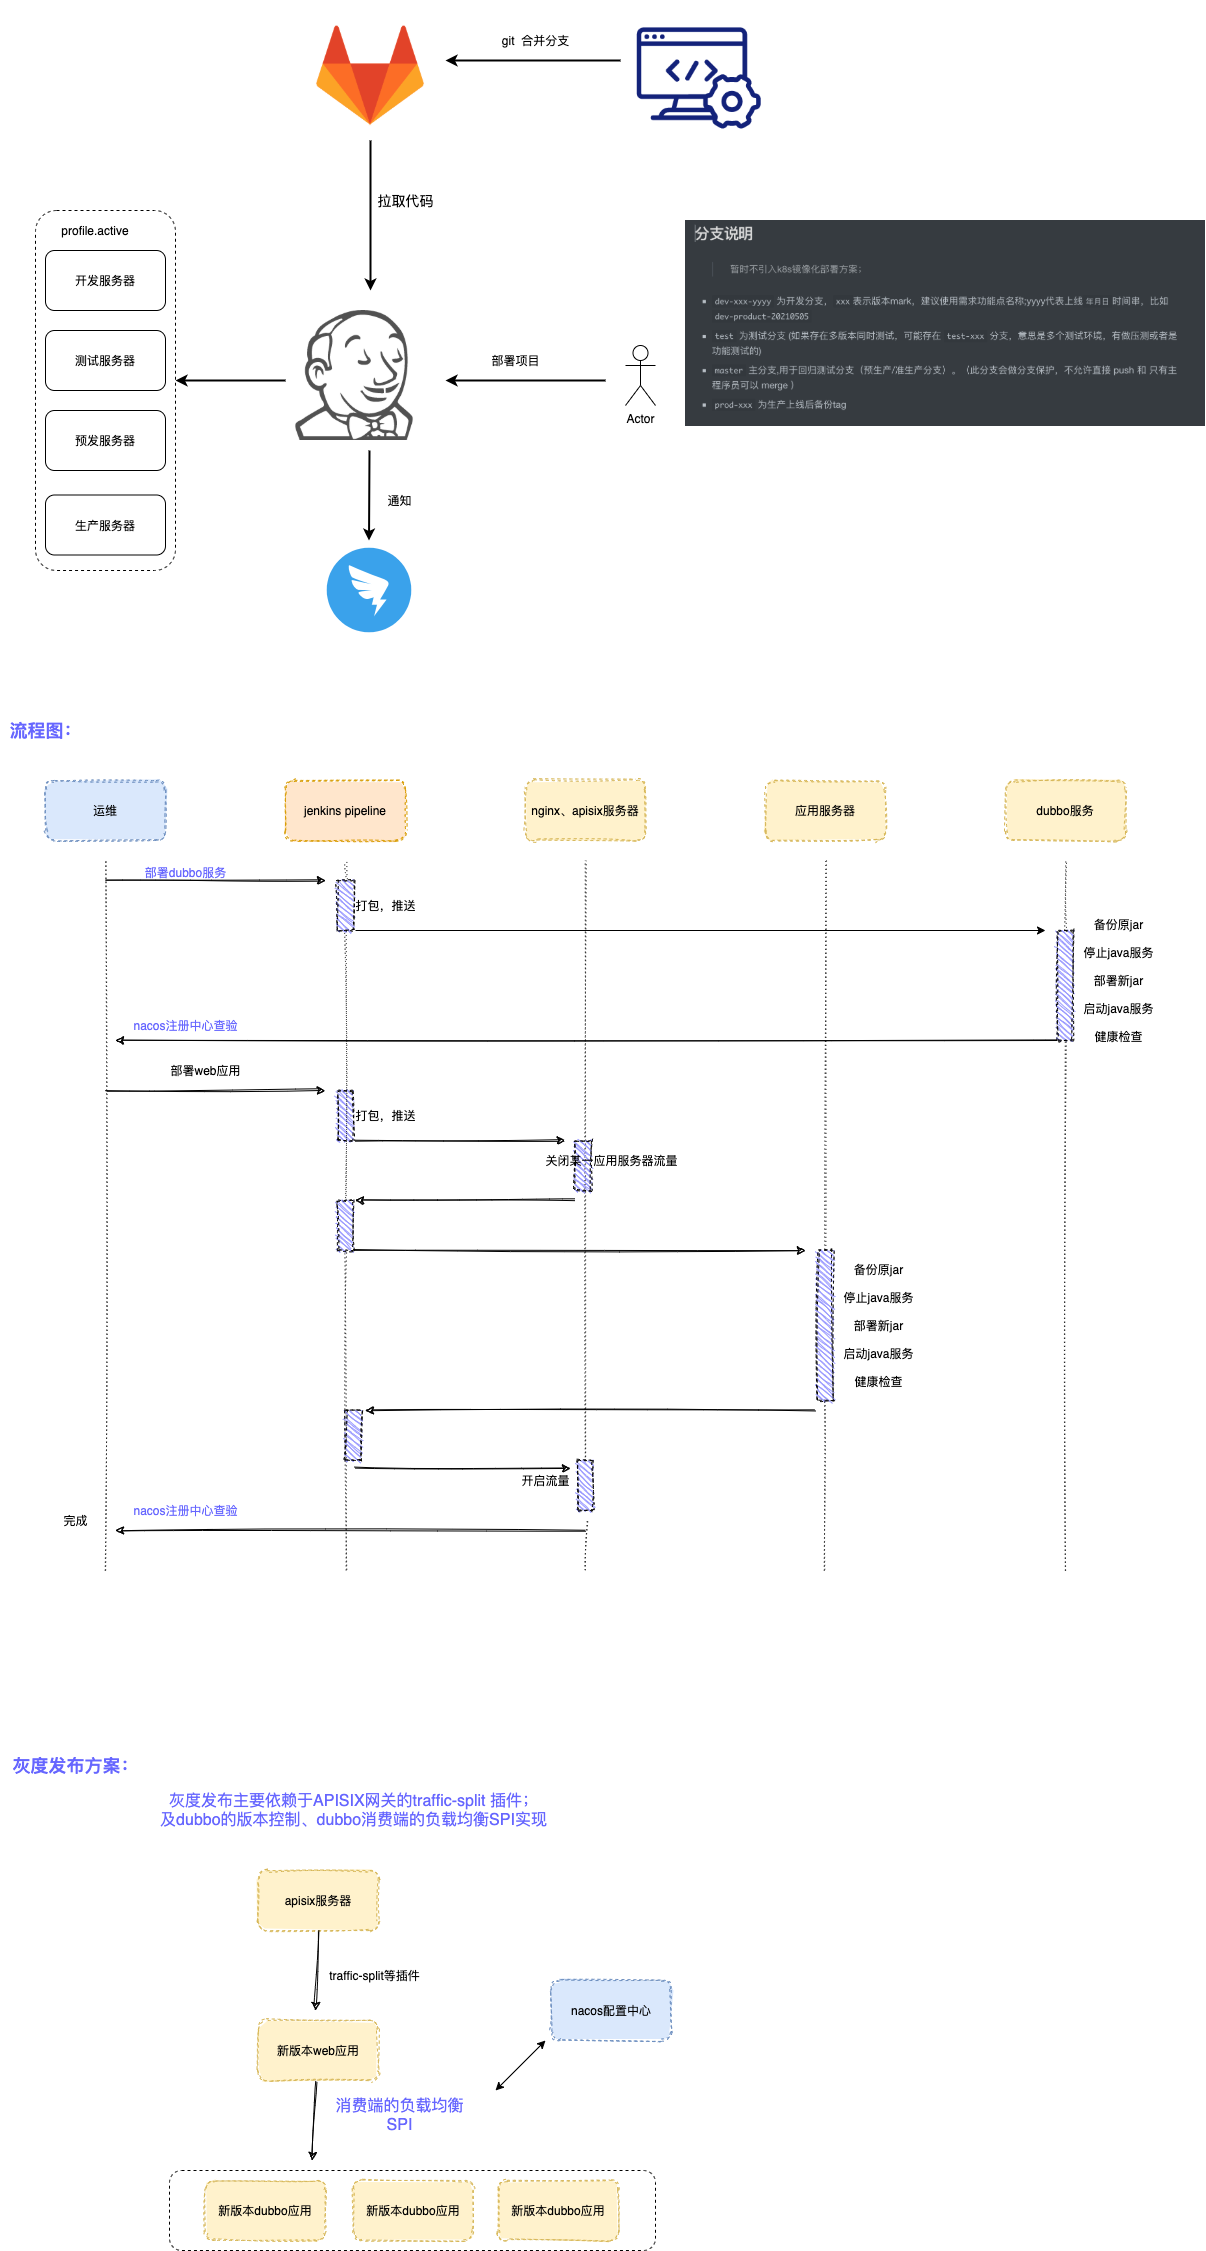 git 合并分支
拉取代码
profile.active
开发服务器
测试服务器
预发服务器
生产服务器
部署项目
Actor
通知
分支说明
暂时不引入k8s镜像化部署方案；
dev-xxx-yyyy 为开发分支， xxx 表示版本mark，建议使用需求功能点名称;yyyy代表上线 年月日 时间串，比如
dev-product-20210505
test 为测试分支 (如果存在多版本同时测试，可能存在 test-xxx 分支，意思是多个测试环境，有做压测或者是
功能测试的)
master 主分支,用于回归测试分支（预生产/准生产分支）。（此分支会做分支保护，不允许直接 push 和 只有主
程序员可以 merge ）
prod-xxx 为生产上线后备份tag
流程图：
运维
jenkins pipeline
nginx、apisix服务器
应用服务器
dubbo服务
部署dubbo服务
打包，推送
备份原jar
停止java服务
部署新jar
启动java服务
健康检查
nacos注册中心查验
部署web应用
打包，推送
关闭某一应用服务器流量
备份原jar
停止java服务
部署新jar
启动java服务
健康检查
开启流量
nacos注册中心查验
完成
灰度发布方案：
灰度发布主要依赖于APISIX网关的traffic-split 插件；
及dubbo的版本控制、dubbo消费端的负载均衡SPI实现
apisix服务器
traffic-split等插件
nacos配置中心
新版本web应用
消费端的负载均衡
SPI
新版本dubbo应用
新版本dubbo应用
新版本dubbo应用